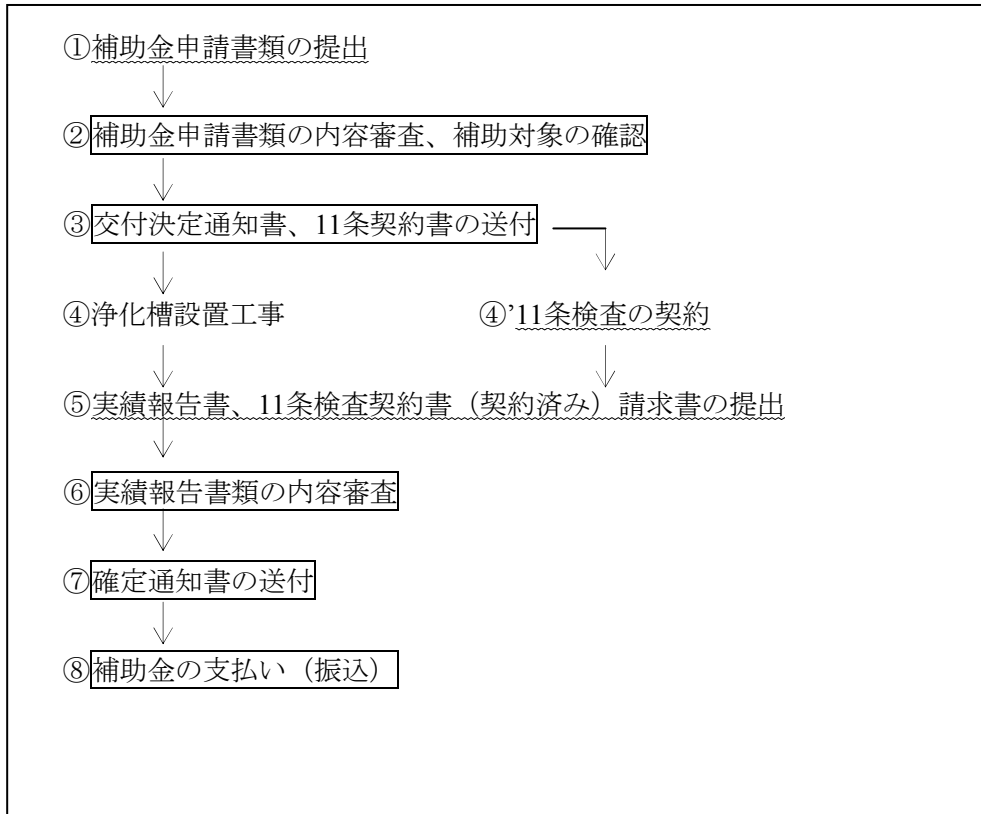 ①補助金申請書類の提出
②補助金申請書類の内容審査、補助対象の確認
③交付決定通知書、11条契約書の送付
④浄化槽設置工事 ④’11条検査の契約
⑤実績報告書、11条検査契約書（契約済み）請求書の提出
⑥実績報告書類の内容審査
⑦確定通知書の送付
⑧補助金の支払い（振込）